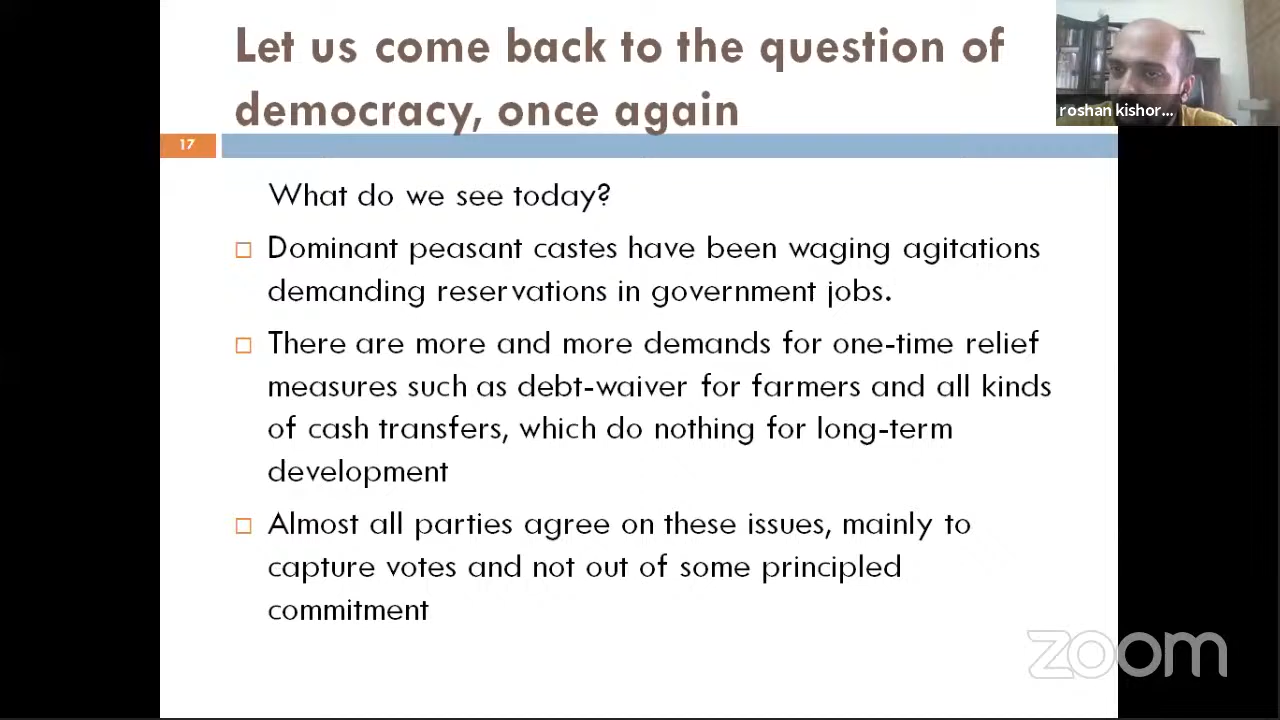 Let us come back to the question of
democracy, once again
roshan kishor...
17
What do we see today?
Dominant peasant castes have been waging agitations
demanding reservations in government jobs.
There are more and more demands for one-time relief
measures such as debt-waiver for farmers and all kinds
of cash transfers, which do nothing for long-term
development
Almost all parties agree on these issues, mainly to
capture votes and not out of some principled
commitment
zoom